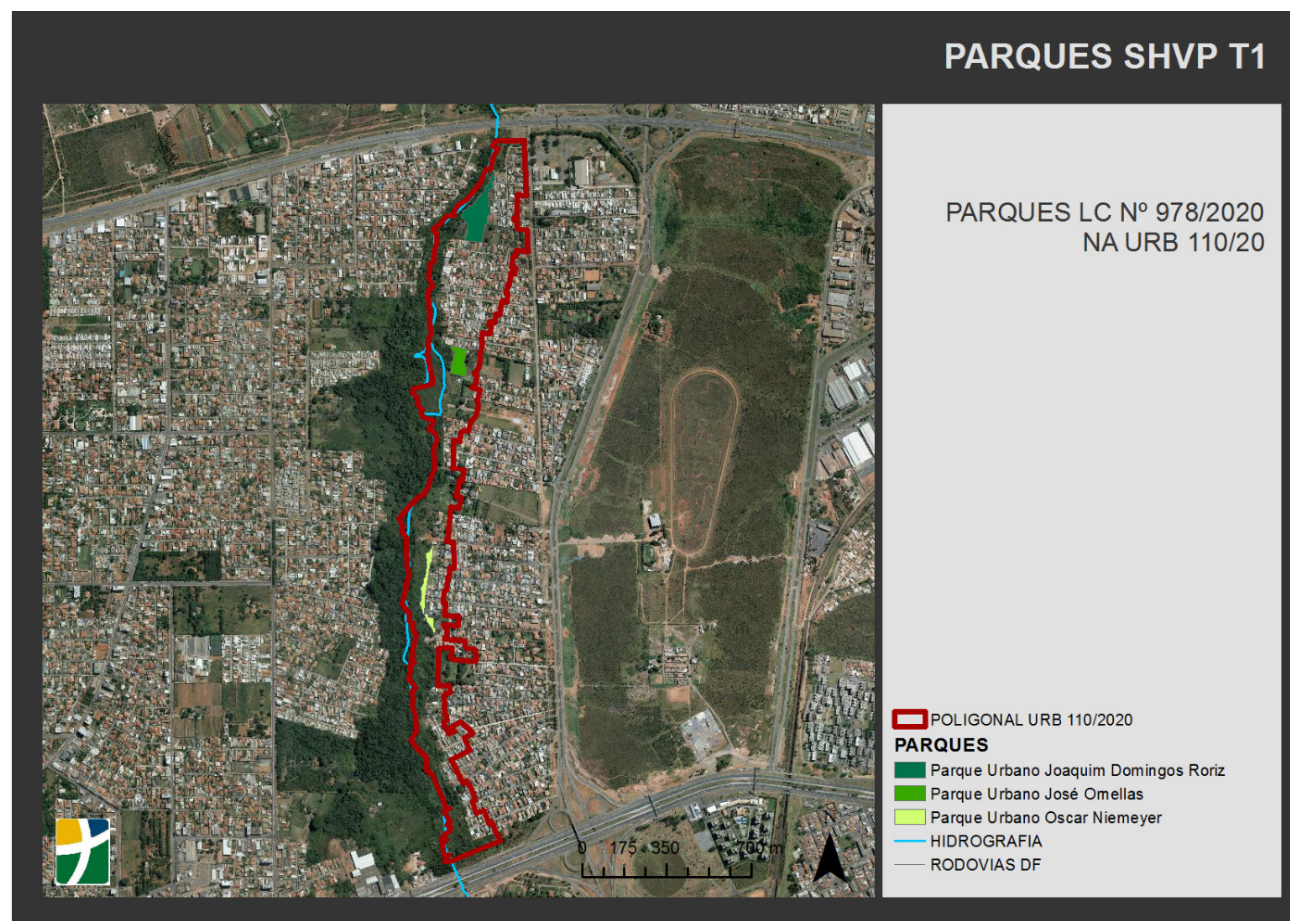 PARQUES SHVP T1
PARQUES LC Nº 978/2020
NA URB 110/20
POLIGONAL URB 110/2020
PARQUES
Parque Urbano Joaquim Domingos Roriz
Parque Urbano José Ornellas
Parque Urbano Oscar Niemeyer
HIDROGRAFIA
RODOVIAS DF
0 175 350 700 m
N